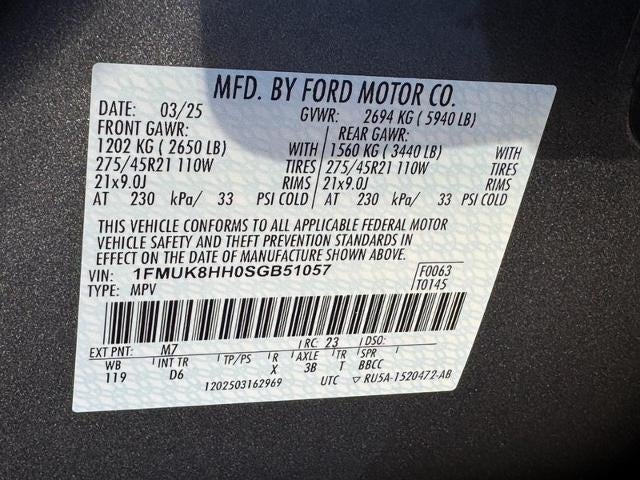 MFD. BY FORD MOTOR CO.
DATE: 03/25 GVWR: 2694 KG ( 5940 LB)
FRONT GAWR: REAR GAWR:
1202 KG ( 2650 LB) WITH 1560 KG ( 3440 LB) WITH
275/45R21 110W TIRES 275/45R21 110W TIRES
21x9.0J RIMS 21x9.0J RIMS
AT 230 kPa/ 33 PSI COLD AT 230 kPa/ 33 PSI COLD
THIS VEHICLE CONFORMS TO ALL APPLICABLE FEDERAL MOTOR
VEHICLE SAFETY AND THEFT PREVENTION STANDARDS IN
EFFECT ON THE DATE OF MANUFACTURE SHOWN ABOVE.
VIN: 1FMUK8HH0SGB51057 F0063
TYPE: MPV T0145
EXT PNT: M7 RC: 23 DSO:
WB INT TR TP/PS R AXLE TR SPR
119 D6 X 3B T BBCC
1202503162969 UTC ▽ RU5A-1520472-AB